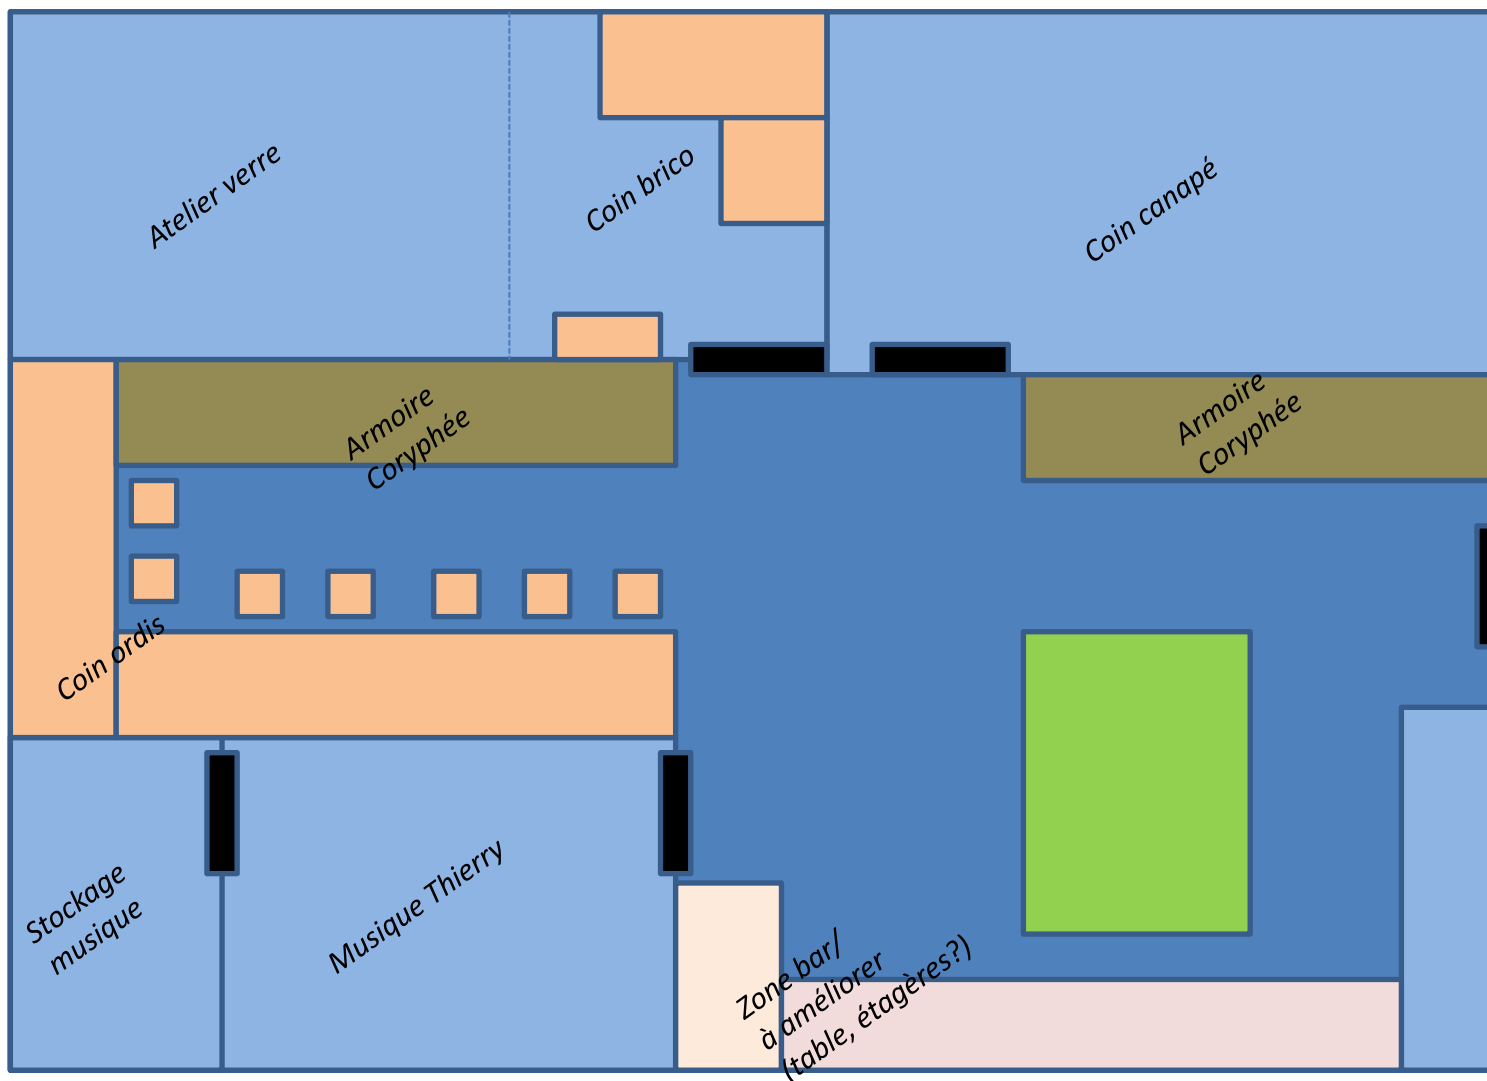 Atelier verre
Coin brico
Coin canapé
Armoire
Coryphée
Armoire
Coryphée
Coin ordis
Stockage
musique
Musique Thierry
Zone bar/
à améliorer
(table, étagères?)